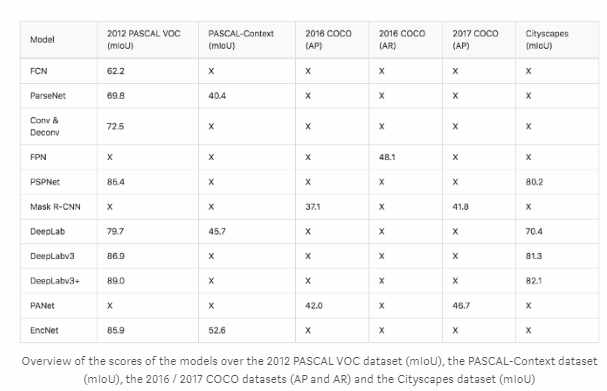 Model 2012 PASCAL VOC (mIoU) PASCAL-Context (mIoU) 2016 COCO (AP) 2016 COCO (AR) 2017 COCO (AP) Cityscapes (mIoU)
FCN 62.2 X X X X X
ParseNet 69.8 40.4 X X X X
Conv & Deconv 72.5 X X X X X
FPN X X X 48.1 X X
PSPNet 85.4 X X X X 80.2
Mask R-CNN X X 37.1 X 41.8 X
DeepLab 79.7 45.7 X X X 70.4
DeepLabv3 86.9 X X X X 81.3
DeepLabv3+ 89.0 X X X X 82.1
PANet X X 42.0 X 46.7 X
EncNet 85.9 52.6 X X X X
Overview of the scores of the models over the 2012 PASCAL VOC dataset (mIoU), the PASCAL-Context dataset
(mIoU), the 2016 / 2017 COCO datasets (AP and AR) and the Cityscapes dataset (mIoU)